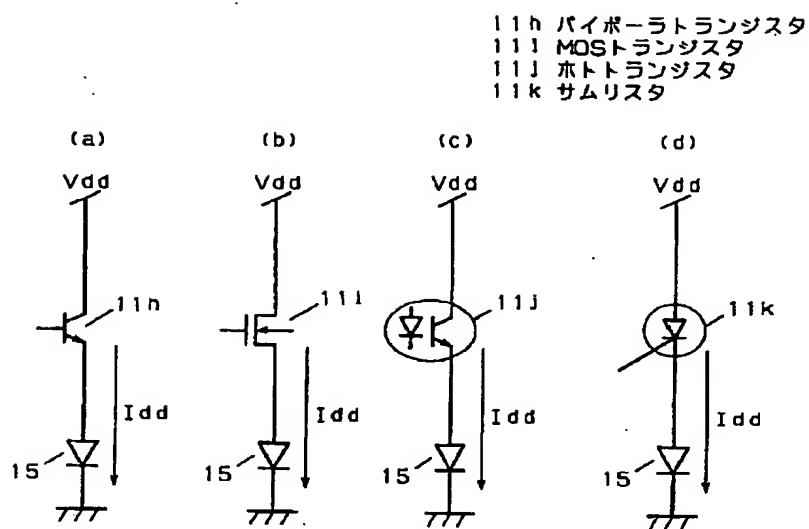 11h バイポーラトランジスタ
11i MOSトランジスタ
11j ホトトランジスタ
11k サムリスタ
(a) (b) (c) (d)
Vdd Vdd Vdd Vdd
11h 11i 11j 11k
Idd Idd Idd Idd
15 15 15 15